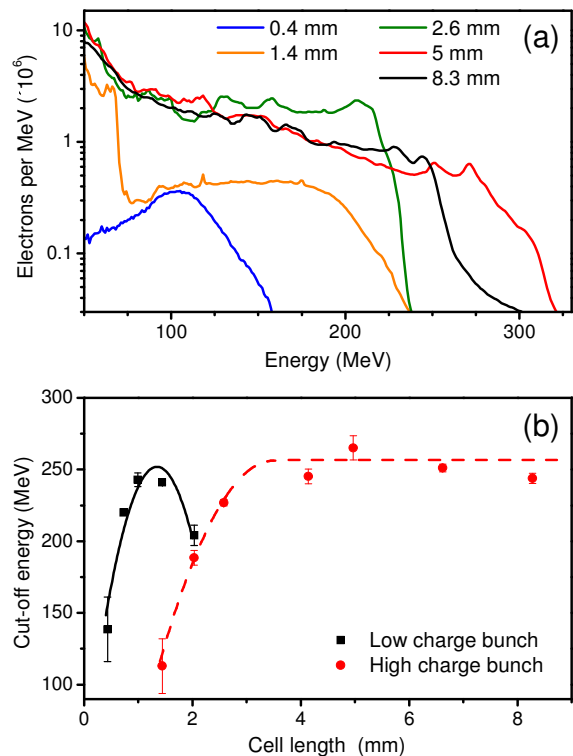 (a)
0.4 mm
1.4 mm
2.6 mm
5 mm
8.3 mm
Electrons per MeV (´10⁶)
10
1
0.1
100
150
200
250
300
Energy (MeV)
(b)
300
250
200
150
100
Cut-off energy (MeV)
Low charge bunch
High charge bunch
0
2
4
6
8
Cell length (mm)